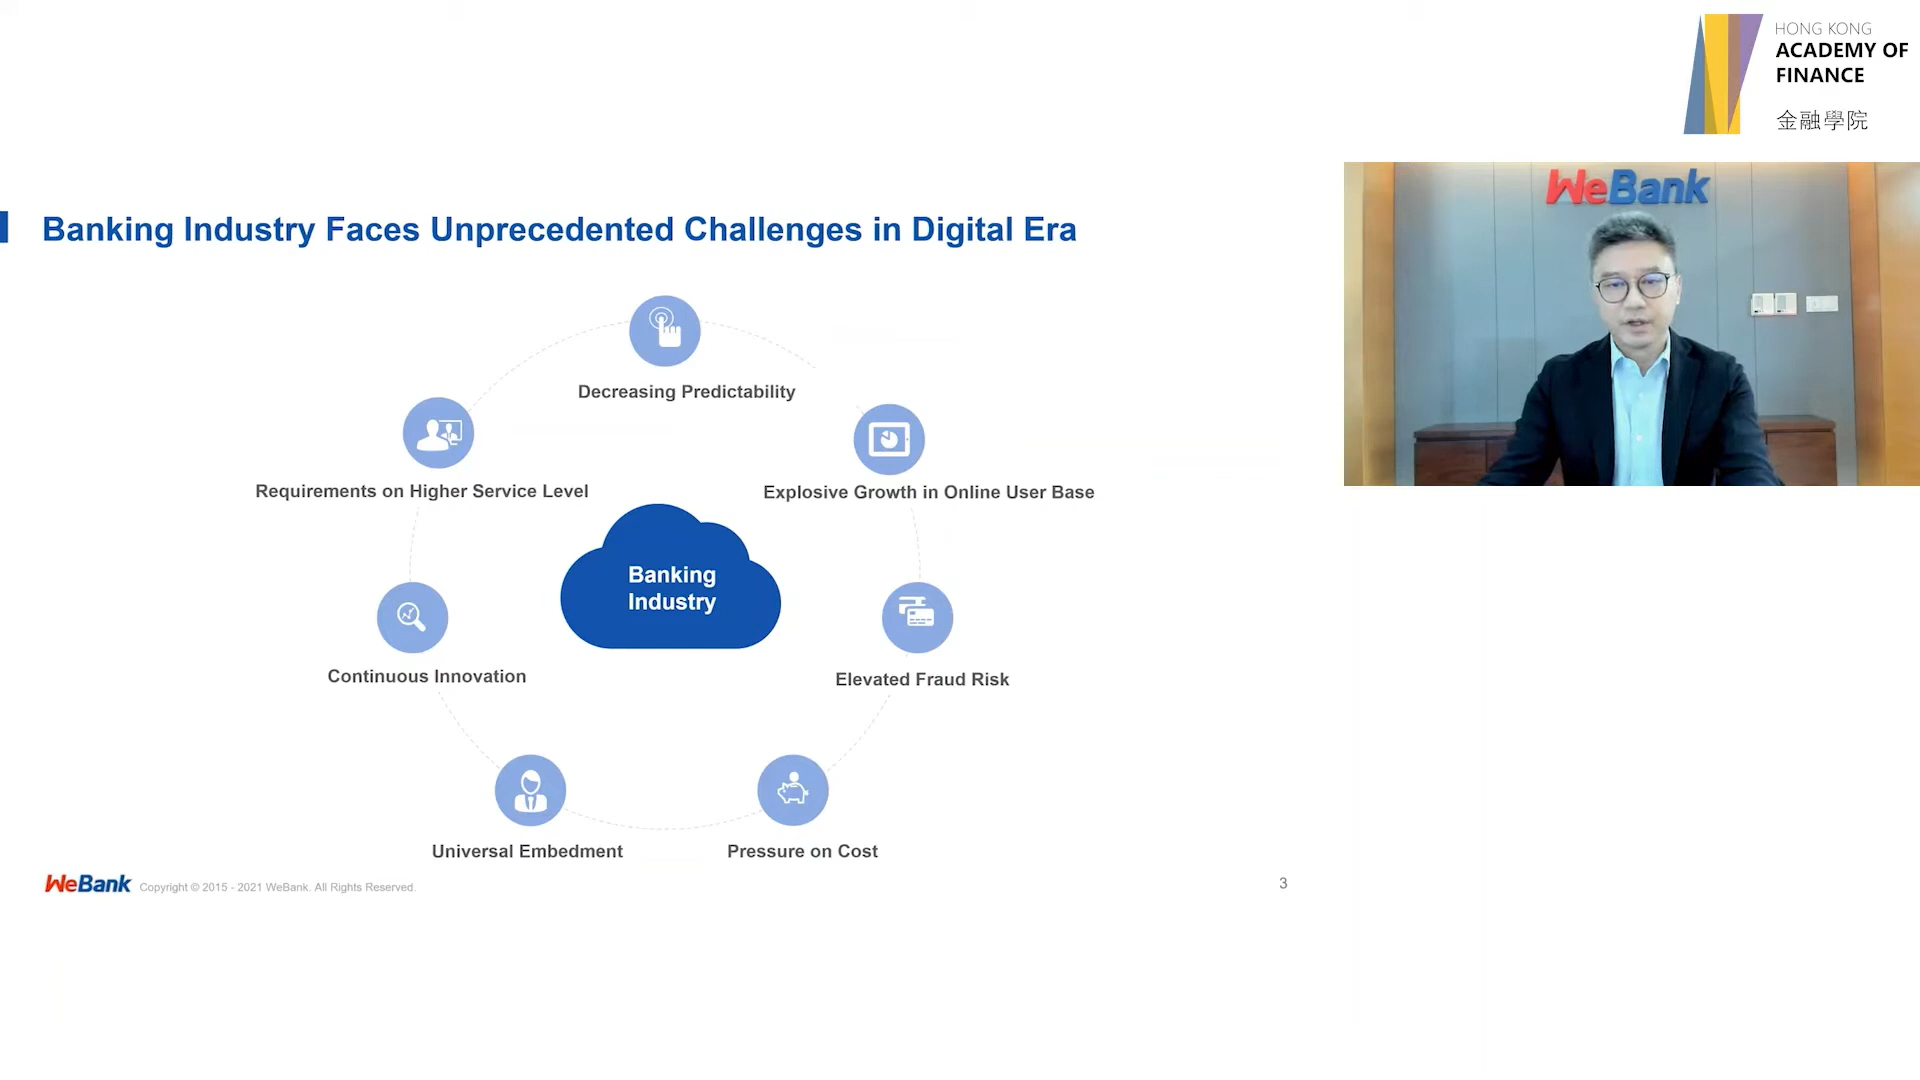 HONG KONG
ACADEMY OF
FINANCE
金融學院
WeBank
Banking Industry Faces Unprecedented Challenges in Digital Era
Decreasing Predictability
Requirements on Higher Service Level
Explosive Growth in Online User Base
Banking
Industry
Continuous Innovation
Elevated Fraud Risk
Universal Embedment
Pressure on Cost
WeBank Copyright © 2015 - 2021 WeBank. All Rights Reserved.
3